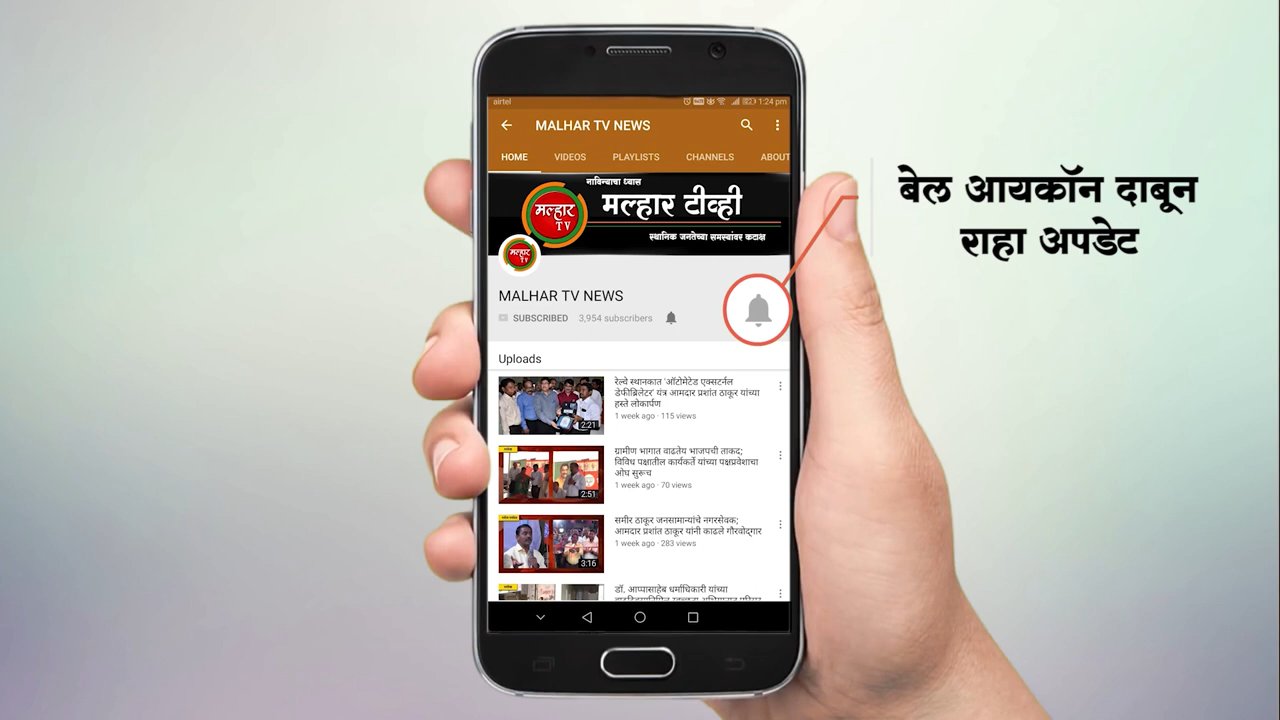 airtel
1:24 pm
MALHAR TV NEWS
HOME VIDEOS PLAYLISTS CHANNELS ABOUT
नाविन्याचा ध्यास
मल्हार टीव्ही
मल्हार
TV
स्थानिक जनतेच्या समस्यांवर कटाक्ष
मल्हार
TV
MALHAR TV NEWS
SUBSCRIBED 3,954 subscribers
Uploads
रेल्वे स्थानकात 'ऑटोमेटेड एक्सटर्नल
डेफीब्रिलेटर' यंत्र आमदार प्रशांत ठाकूर यांच्या
हस्ते लोकार्पण
1 week ago · 115 views
2:21
ग्रामीण भागात वाढतेय भाजपची ताकद;
विविध पक्षातील कार्यकर्ते यांच्या पक्षप्रवेशाचा
ओघ सुरूच
1 week ago · 70 views
2:51
समीर ठाकूर जनसामान्यांचे नगरसेवक;
आमदार प्रशांत ठाकूर यांनी काढले गौरवोद्गार
1 week ago · 283 views
3:16
डॉ. आप्पासाहेब धर्माधिकारी यांच्या
बेल आयकॉन दाबून
राहा अपडेट